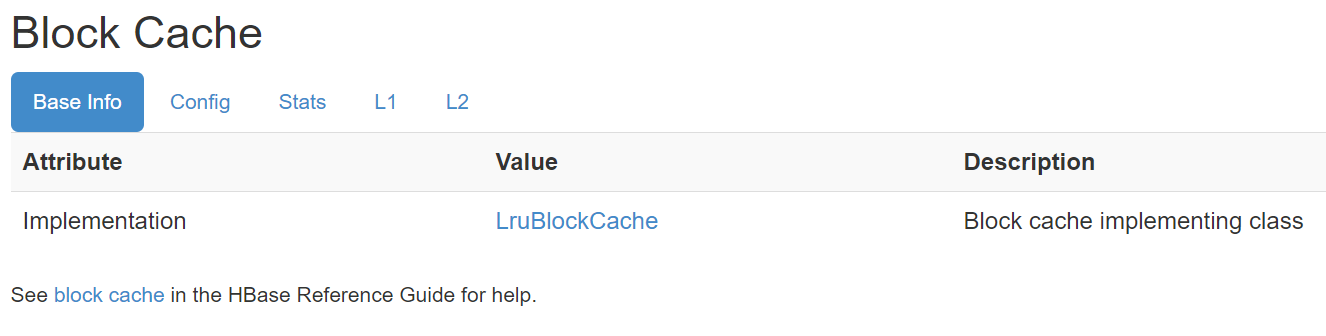 Block Cache
Base Info Config Stats L1 L2
Attribute Value Description
Implementation LruBlockCache Block cache implementing class
See block cache in the HBase Reference Guide for help.